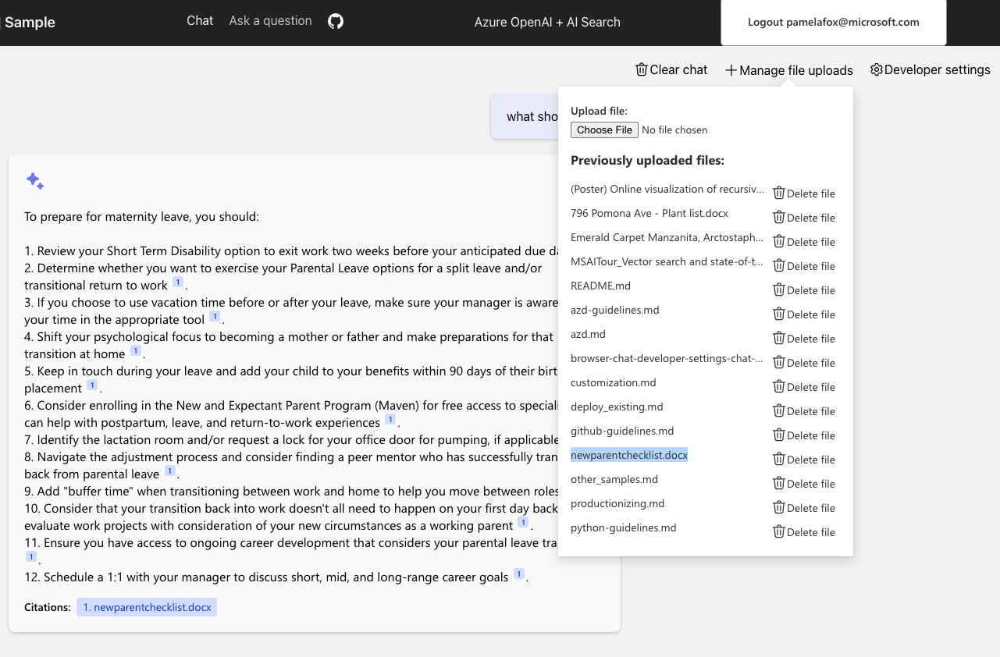 Sample
Chat
Ask a question
Azure OpenAI + AI Search
Logout pamelafox@microsoft.com
Clear chat
Manage file uploads
Developer settings
what sho
Upload file:
Choose File No file chosen
Previously uploaded files:
(Poster) Online visualization of recursiv... Delete file
796 Pomona Ave - Plant list.docx Delete file
Emerald Carpet Manzanita, Arctostaph... Delete file
MSAITour_Vector search and state-of-t... Delete file
README.md Delete file
azd-guidelines.md Delete file
azd.md Delete file
browser-chat-developer-settings-chat-... Delete file
customization.md Delete file
deploy_existing.md Delete file
github-guidelines.md Delete file
newparentchecklist.docx Delete file
other_samples.md Delete file
productionizing.md Delete file
python-guidelines.md Delete file
To prepare for maternity leave, you should:
1. Review your Short Term Disability option to exit work two weeks before your anticipated due
2. Determine whether you want to exercise your Parental Leave options for a split leave and/or
transitional return to work 1 .
3. If you choose to use vacation time before or after your leave, make sure your manager is aware
your time in the appropriate tool 1 .
4. Shift your psychological focus to becoming a mother or father and make preparations for that
transition at home 1 .
5. Keep in touch during your leave and add your child to your benefits within 90 days of their birt
placement 1 .
6. Consider enrolling in the New and Expectant Parent Program (Maven) for free access to speciali
can help with postpartum, leave, and return-to-work experiences 1 .
7. Identify the lactation room and/or request a lock for your office door for pumping, if applicable
8. Navigate the adjustment process and consider finding a peer mentor who has successfully tran
back from parental leave 1 .
9. Add "buffer time" when transitioning between work and home to help you move between roles
10. Consider that your transition back into work doesn't all need to happen on your first day back
evaluate work projects with consideration of your new circumstances as a working parent 1 .
11. Ensure you have access to ongoing career development that considers your parental leave tra
1 .
12. Schedule a 1:1 with your manager to discuss short, mid, and long-range career goals 1 .
Citations: 1. newparentchecklist.docx